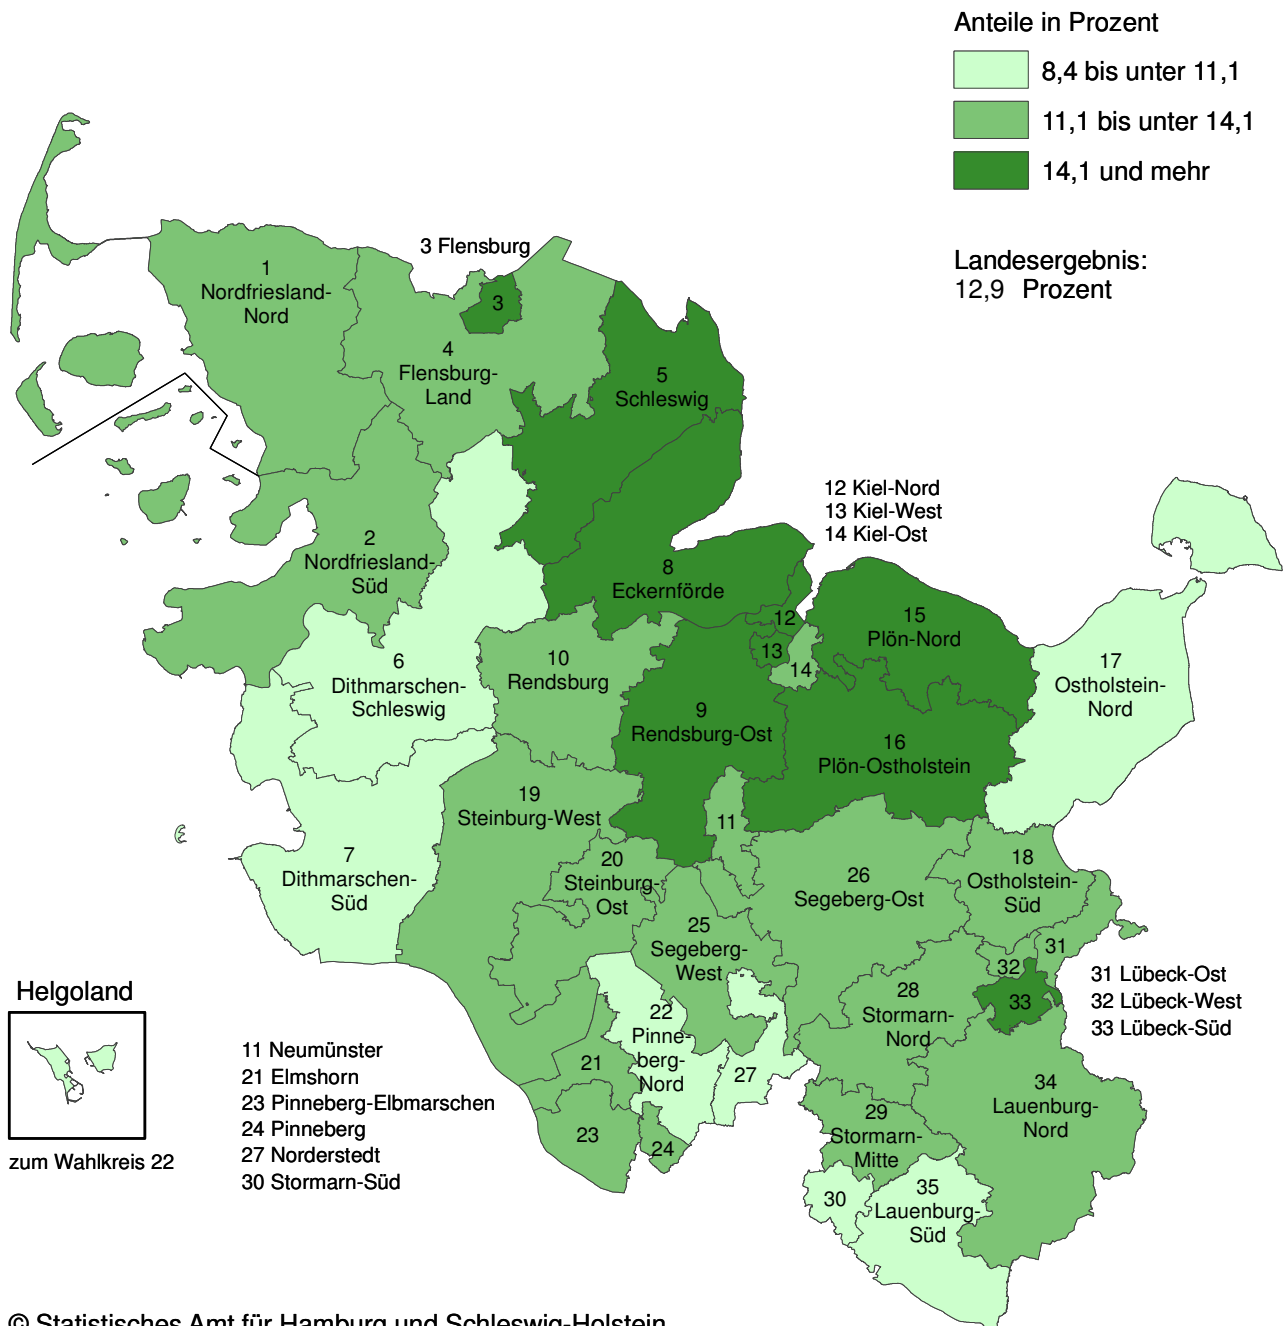 Anteile in Prozent
8,4 bis unter 11,1
11,1 bis unter 14,1
14,1 und mehr
Landesergebnis:
12,9 Prozent
3 Flensburg
1
Nordfriesland-
Nord
3
4
Flensburg-
Land
5
Schleswig
12 Kiel-Nord
13 Kiel-West
14 Kiel-Ost
2
Nordfriesland-
Süd
8
Eckernförde
12
13
14
15
Plön-Nord
6
Dithmarschen-
Schleswig
10
Rendsburg
17
Ostholstein-
Nord
9
Rendsburg-Ost
16
Plön-Ostholstein
19
Steinburg-West
11
7
Dithmarschen-
Süd
20
Steinburg-
Ost
26
Segeberg-Ost
18
Ostholstein-
Süd
25
Segeberg-
West
31
32
33
31 Lübeck-Ost
32 Lübeck-West
33 Lübeck-Süd
28
Stormarn-
Nord
22
Pinne-
berg-
Nord
21
27
23
24
34
Lauenburg-
Nord
29
Stormarn-
Mitte
30
35
Lauenburg-
Süd
Helgoland
zum Wahlkreis 22
11 Neumünster
21 Elmshorn
23 Pinneberg-Elbmarschen
24 Pinneberg
27 Norderstedt
30 Stormarn-Süd
© Statistisches Amt für Hamburg und Schleswig-Holstein